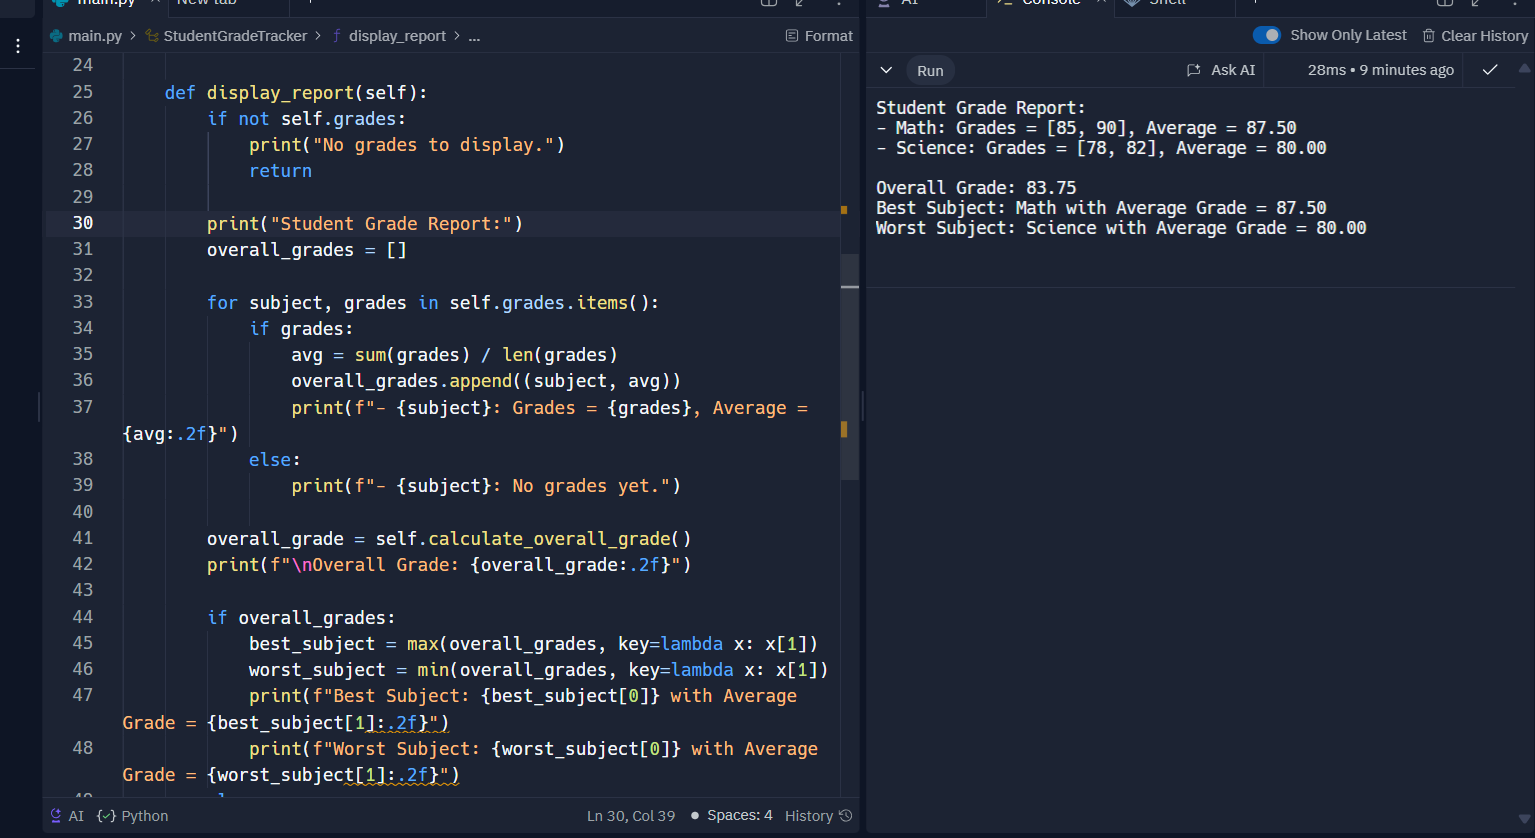 main.py
New tab
AI
Console
Shell
main.py > StudentGradeTracker > f display_report > ...
Format
Show Only Latest
Clear History
24
25 def display_report(self):
26 if not self.grades:
27 print("No grades to display.")
28 return
29
30 print("Student Grade Report:")
31 overall_grades = []
32
33 for subject, grades in self.grades.items():
34 if grades:
35 avg = sum(grades) / len(grades)
36 overall_grades.append((subject, avg))
37 print(f"- {subject}: Grades = {grades}, Average =
{avg:.2f}")
38 else:
39 print(f"- {subject}: No grades yet.")
40
41 overall_grade = self.calculate_overall_grade()
42 print(f"\nOverall Grade: {overall_grade:.2f}")
43
44 if overall_grades:
45 best_subject = max(overall_grades, key=lambda x: x[1])
46 worst_subject = min(overall_grades, key=lambda x: x[1])
47 print(f"Best Subject: {best_subject[0]} with Average
Grade = {best_subject[1]:.2f}")
48 print(f"Worst Subject: {worst_subject[0]} with Average
Grade = {worst_subject[1]:.2f}")
AI {} Python
Ln 30, Col 39 • Spaces: 4 History
Run
Ask AI
28ms • 9 minutes ago
Student Grade Report:
- Math: Grades = [85, 90], Average = 87.50
- Science: Grades = [78, 82], Average = 80.00
Overall Grade: 83.75
Best Subject: Math with Average Grade = 87.50
Worst Subject: Science with Average Grade = 80.00